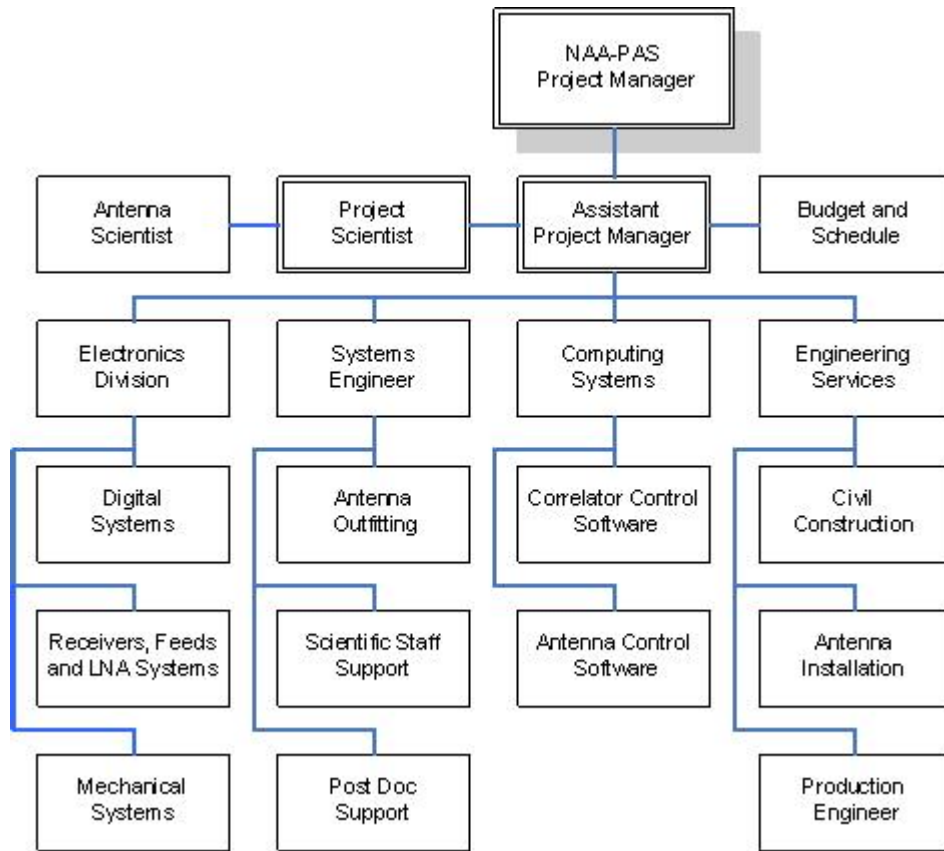 NAA-PAS
Project Manager
Antenna
Scientist
Project
Scientist
Assistant
Project Manager
Budget and
Schedule
Electronics
Division
Systems
Engineer
Computing
Systems
Engineering
Services
Digital
Systems
Antenna
Outfitting
Correlator Control
Software
Civil
Construction
Receivers, Feeds
and LNA Systems
Scientific Staff
Support
Antenna Control
Software
Antenna
Installation
Mechanical
Systems
Post Doc
Support
Production
Engineer